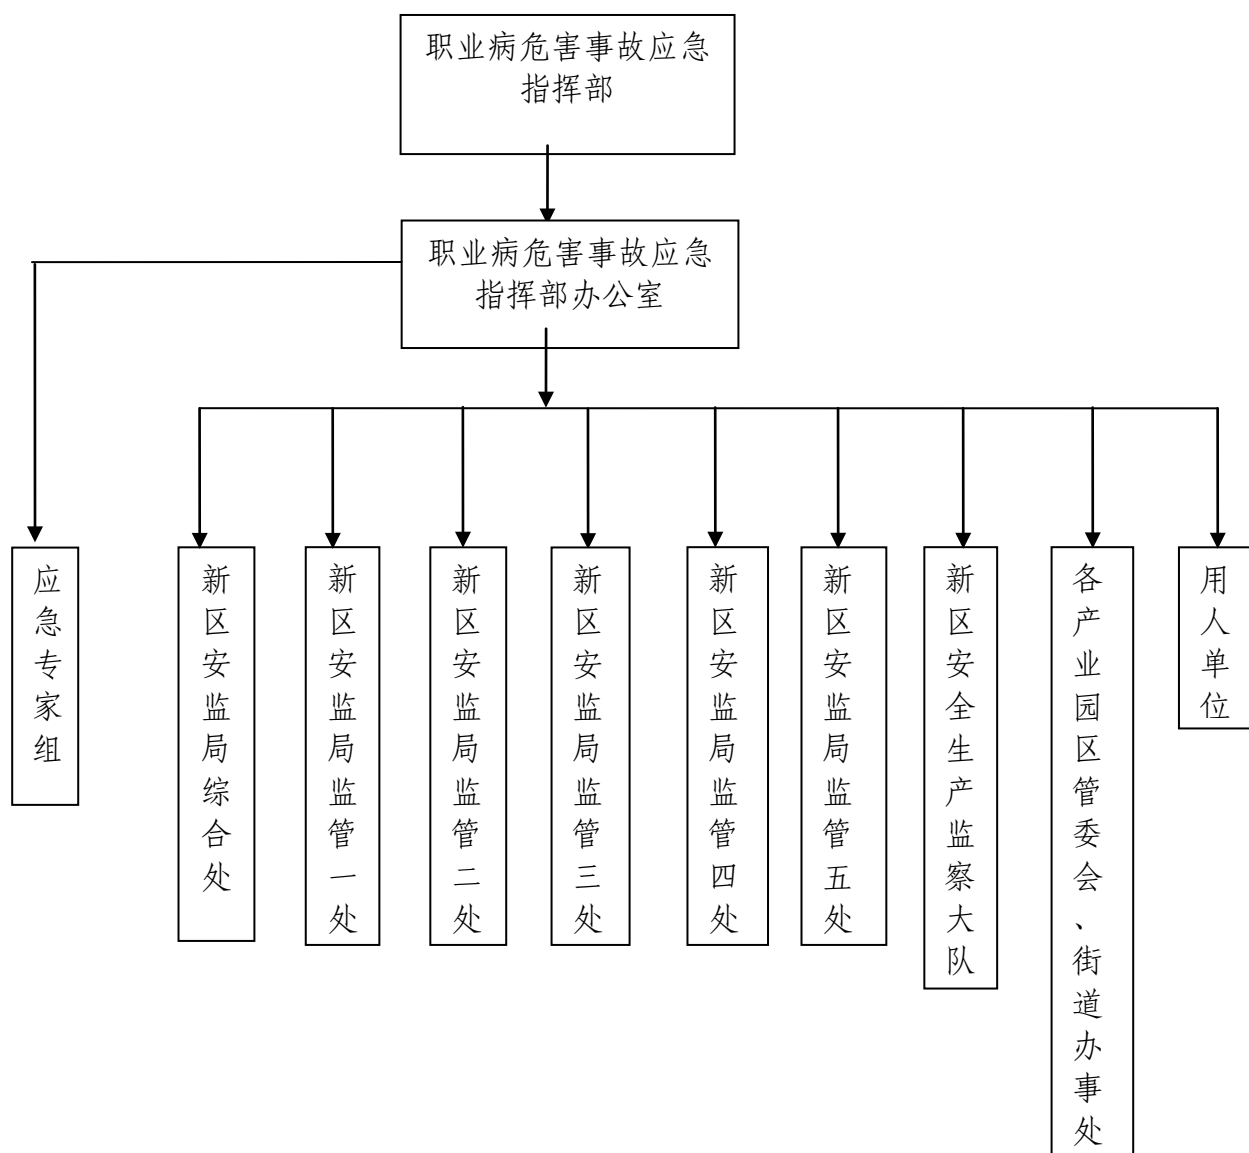 职业病危害事故应急
指挥部
职业病危害事故应急
指挥部办公室
应急专家组
新区安监局综合处
新区安监局监管一处
新区安监局监管二处
新区安监局监管三处
新区安监局监管四处
新区安监局监管五处
新区安全生产监察大队
各产业园区管委会、街道办事处
用人单位